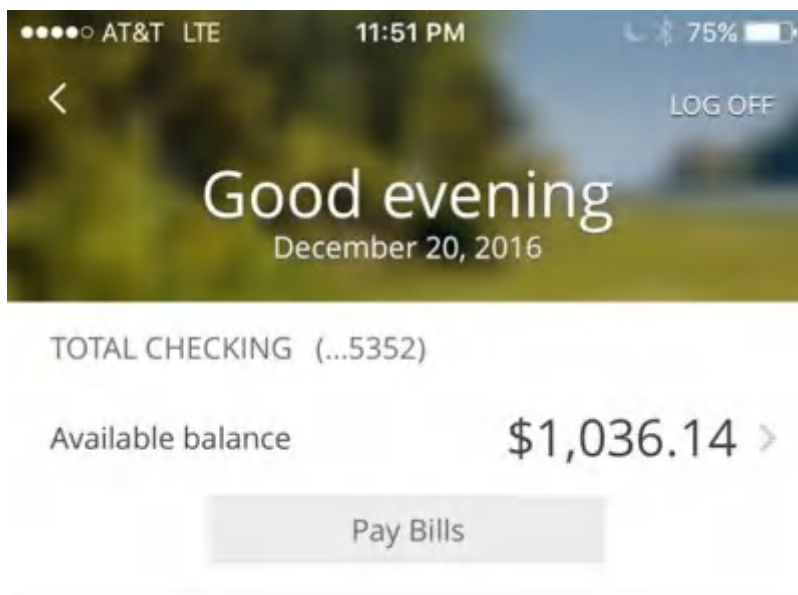 AT&T LTE 11:51 PM 75%
LOG OFF
Good evening
December 20, 2016
TOTAL CHECKING (...5352)
Available balance $1,036.14
Pay Bills